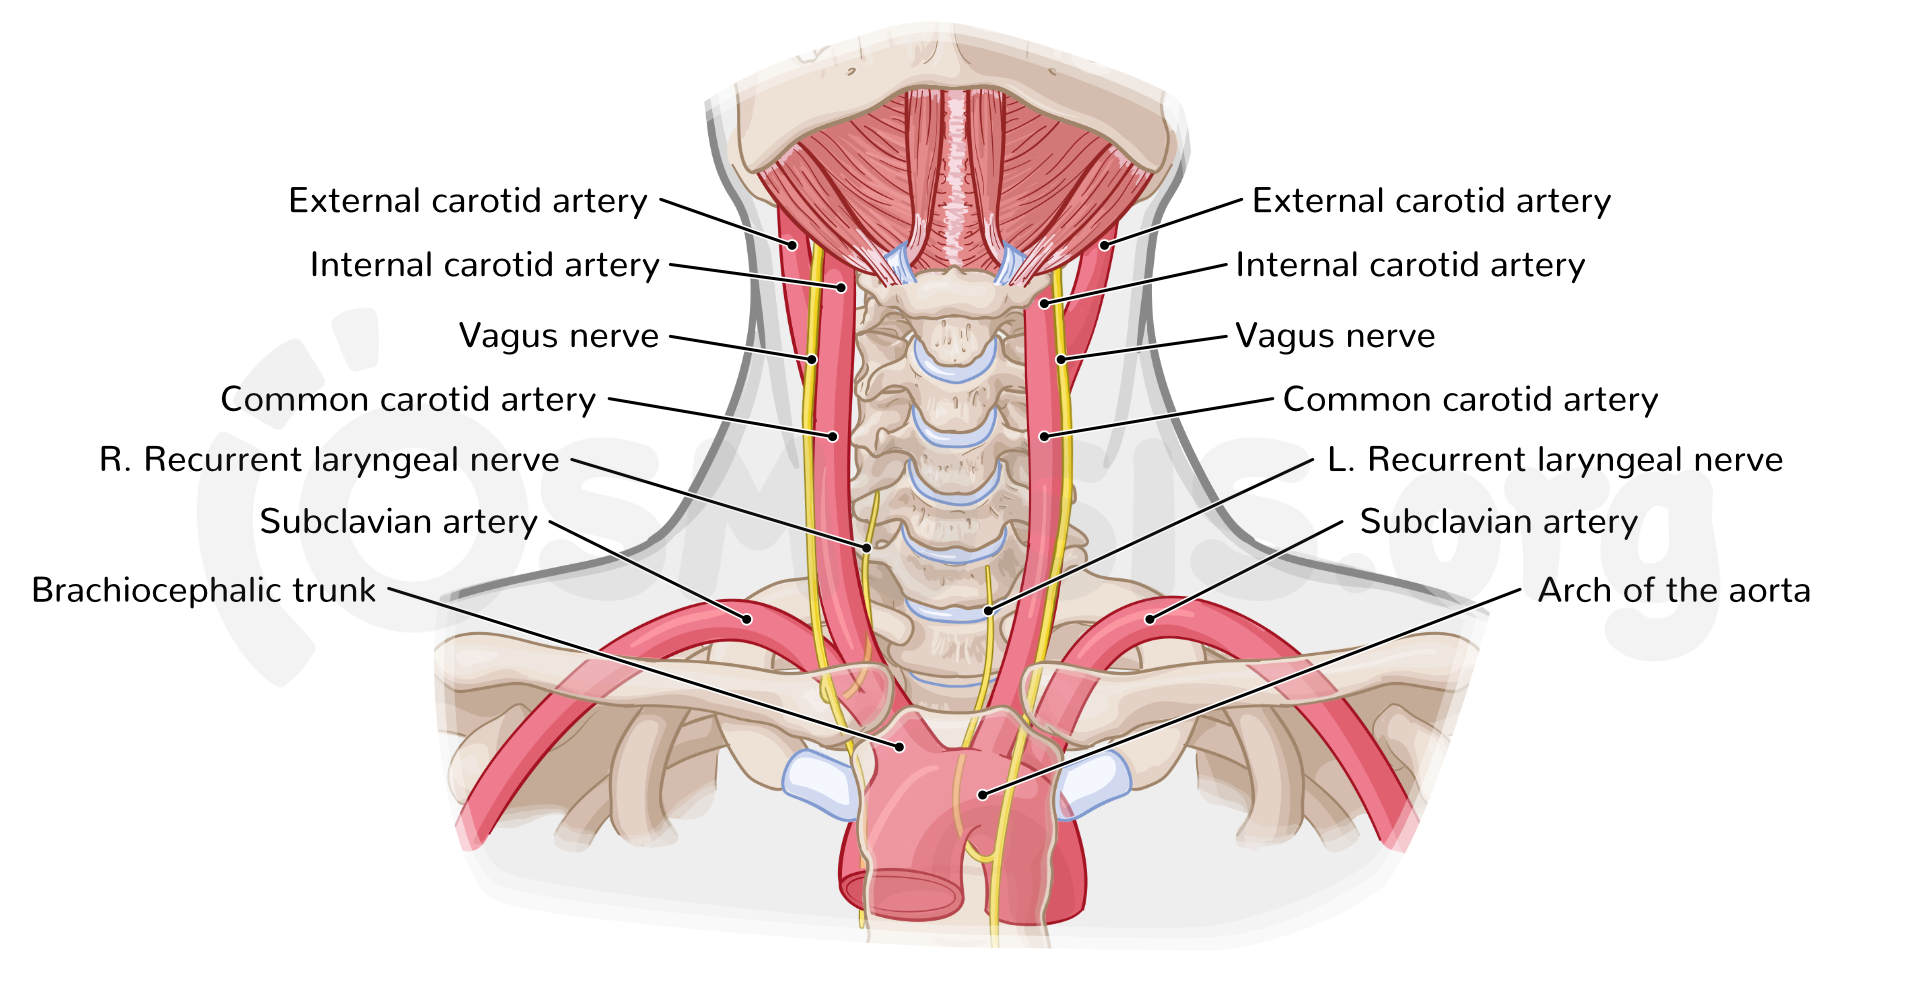 External carotid artery
Internal carotid artery
Vagus nerve
Common carotid artery
R. Recurrent laryngeal nerve
Subclavian artery
Brachiocephalic trunk
External carotid artery
Internal carotid artery
Vagus nerve
Common carotid artery
L. Recurrent laryngeal nerve
Subclavian artery
Arch of the aorta
OSMOSIS.org